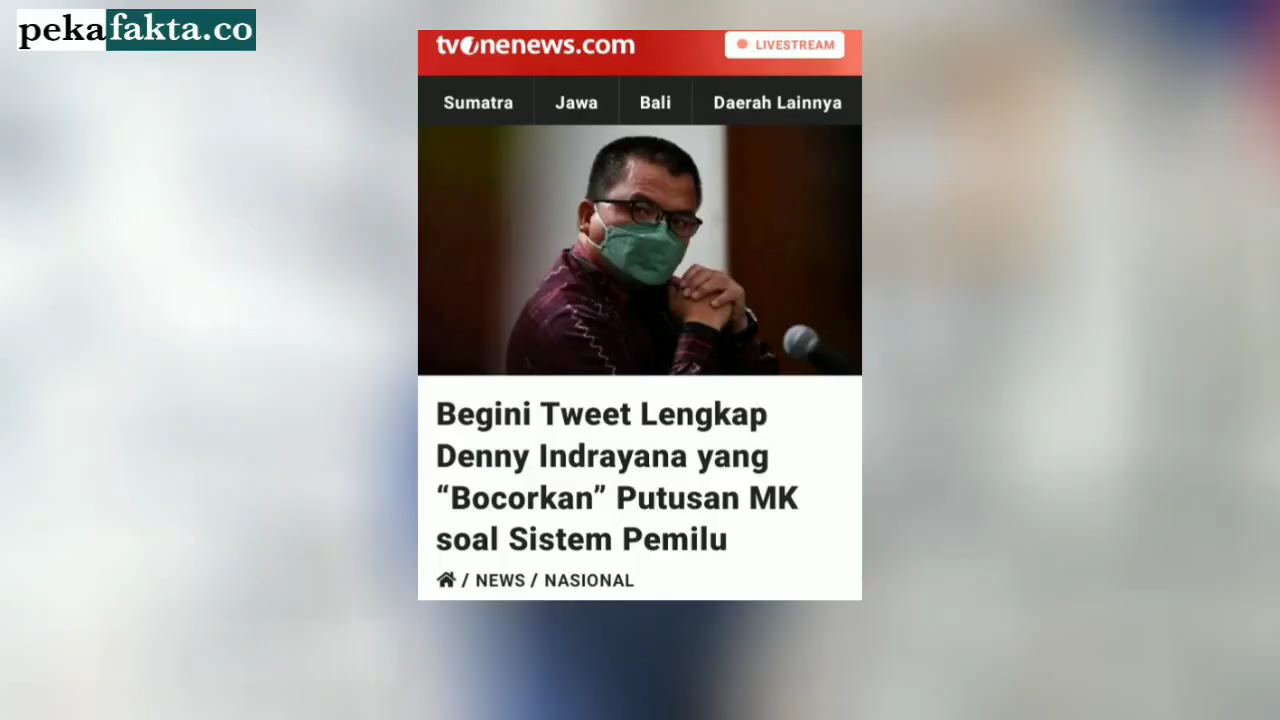 pekafakta.co
tvonenews.com
LIVESTREAM
Sumatra
Jawa
Bali
Daerah Lainnya
Begini Tweet Lengkap
Denny Indrayana yang
“Bocorkan” Putusan MK
soal Sistem Pemilu
/ NEWS / NASIONAL